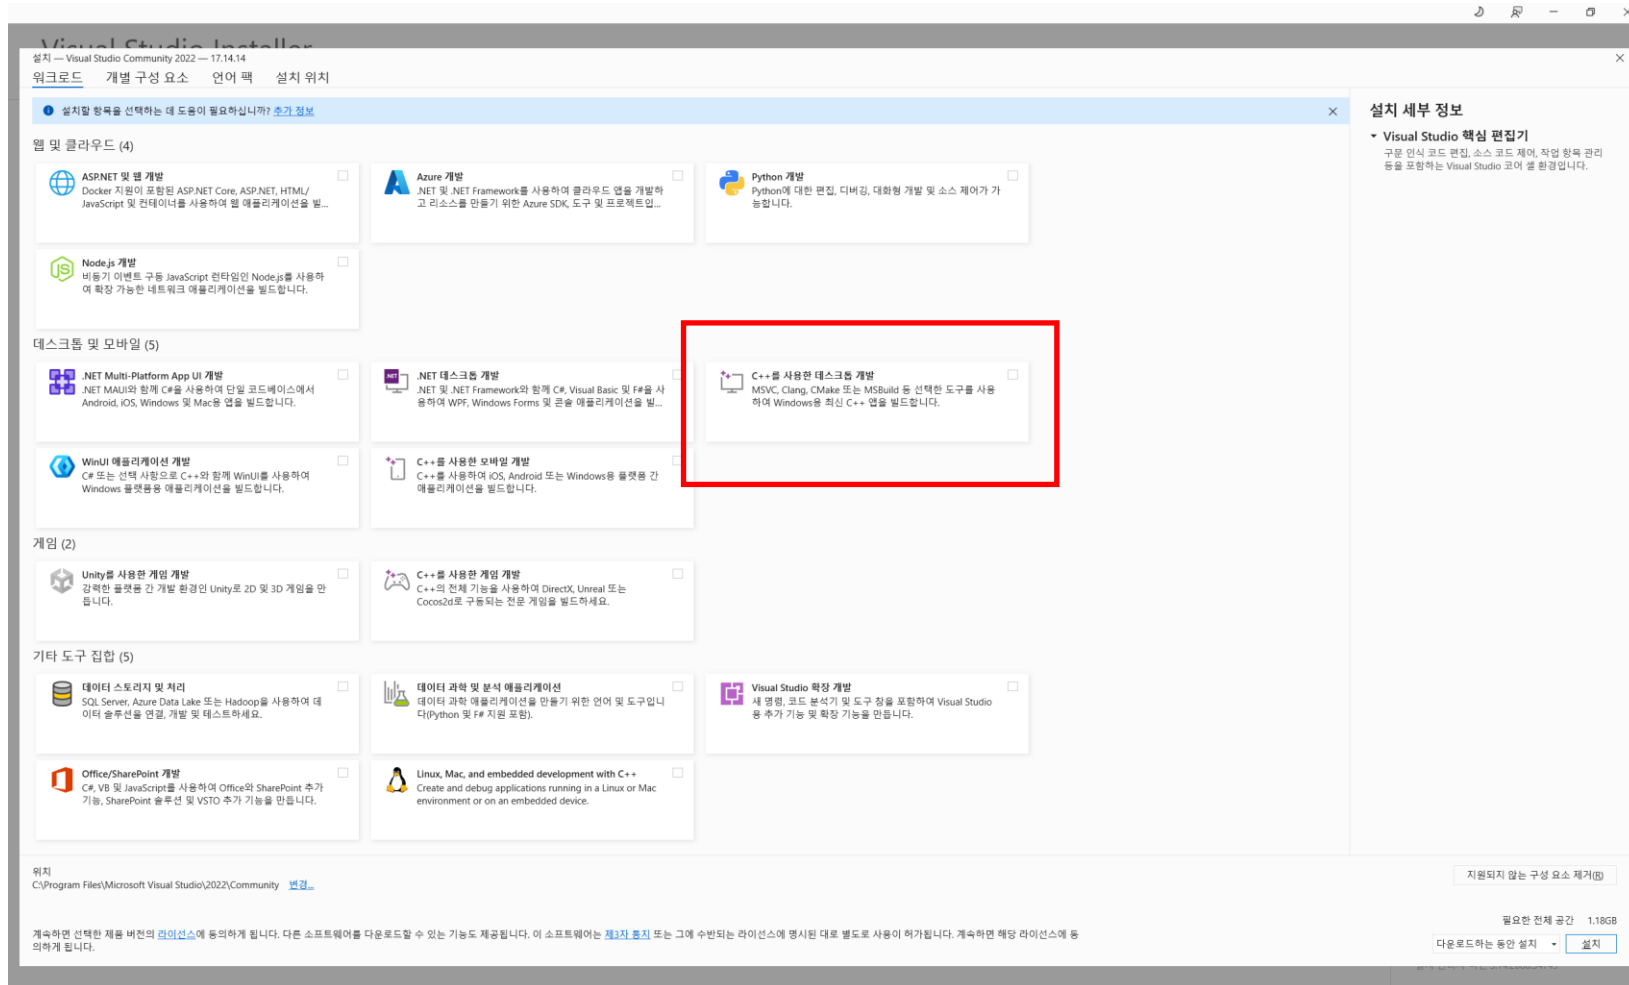 Visual Studio Installer
설치 — Visual Studio Community 2022 — 17.14.14
워크로드 개별 구성 요소 언어 팩 설치 위치
설치할 항목을 선택하는 데 도움이 필요하십니까? 추가 정보
웹 및 클라우드 (4)
ASP.NET 및 웹 개발
Docker 지원이 포함된 ASP.NET Core, ASP.NET, HTML/
JavaScript 및 컨테이너를 사용하여 웹 애플리케이션을 빌...
Azure 개발
.NET 및 .NET Framework를 사용하여 클라우드 앱을 개발하
고 리소스를 만들기 위한 Azure SDK, 도구 및 프로젝트입...
Python 개발
Python에 대한 편집, 디버깅, 대화형 개발 및 소스 제어가 가
능합니다.
Node.js 개발
비동기 이벤트 구동 JavaScript 런타임인 Node.js를 사용하
여 확장 가능한 네트워크 애플리케이션을 빌드합니다.
데스크톱 및 모바일 (5)
.NET Multi-Platform App UI 개발
.NET MAUI와 함께 C#을 사용하여 단일 코드베이스에서
Android, iOS, Windows 및 Mac용 앱을 빌드합니다.
.NET 데스크톱 개발
.NET 및 .NET Framework와 함께 C#, Visual Basic 및 F#을 사
용하여 WPF, Windows Forms 및 콘솔 애플리케이션을 빌...
C++를 사용한 데스크톱 개발
MSVC, Clang, CMake 또는 MSBuild 등 선택한 도구를 사용
하여 Windows용 최신 C++ 앱을 빌드합니다.
WinUI 애플리케이션 개발
C# 또는 선택 사항으로 C++와 함께 WinUI를 사용하여
Windows 플랫폼용 애플리케이션을 빌드합니다.
C++를 사용한 모바일 개발
C++를 사용하여 iOS, Android 또는 Windows용 플랫폼 간
애플리케이션을 빌드합니다.
게임 (2)
Unity를 사용한 게임 개발
강력한 플랫폼 간 개발 환경인 Unity로 2D 및 3D 게임을 만
듭니다.
C++를 사용한 게임 개발
C++의 전체 기능을 사용하여 DirectX, Unreal 또는
Cocos2d로 구동되는 전문 게임을 빌드하세요.
기타 도구 집합 (5)
데이터 스토리지 및 처리
SQL Server, Azure Data Lake 또는 Hadoop을 사용하여 데
이터 솔루션을 연결, 개발 및 테스트하세요.
데이터 과학 및 분석 애플리케이션
데이터 과학 애플리케이션을 만들기 위한 언어 및 도구입니
다(Python 및 F# 지원 포함).
Visual Studio 확장 개발
새 명령, 코드 분석기 및 도구 창을 포함하여 Visual Studio
용 추가 기능 및 확장 기능을 만듭니다.
Office/SharePoint 개발
C#, VB 및 JavaScript를 사용하여 Office와 SharePoint 추가
기능, SharePoint 솔루션 및 VSTO 추가 기능을 만듭니다.
Linux, Mac, and embedded development with C++
Create and debug applications running in a Linux or Mac
environment or on an embedded device.
설치 세부 정보
Visual Studio 핵심 편집기
구문 인식 코드 편집, 소스 코드 제어, 작업 항목 관리
등을 포함하는 Visual Studio 코어 셸 환경입니다.
위치
C:\Program Files\Microsoft Visual Studio\2022\Community 변경...
지원되지 않는 구성 요소 제거(R)
필요한 전체 공간 1.18GB
계속하면 선택한 제품 버전의 라이선스에 동의하게 됩니다. 다른 소프트웨어를 다운로드할 수 있는 기능도 제공됩니다. 이 소프트웨어는 제3자 통지 또는 그에 수반되는 라이선스에 명시된 대로 별도로 사용이 허가됩니다. 계속하면 해당 라이선스에 동
의하게 됩니다.
다운로드하는 동안 설치 설치